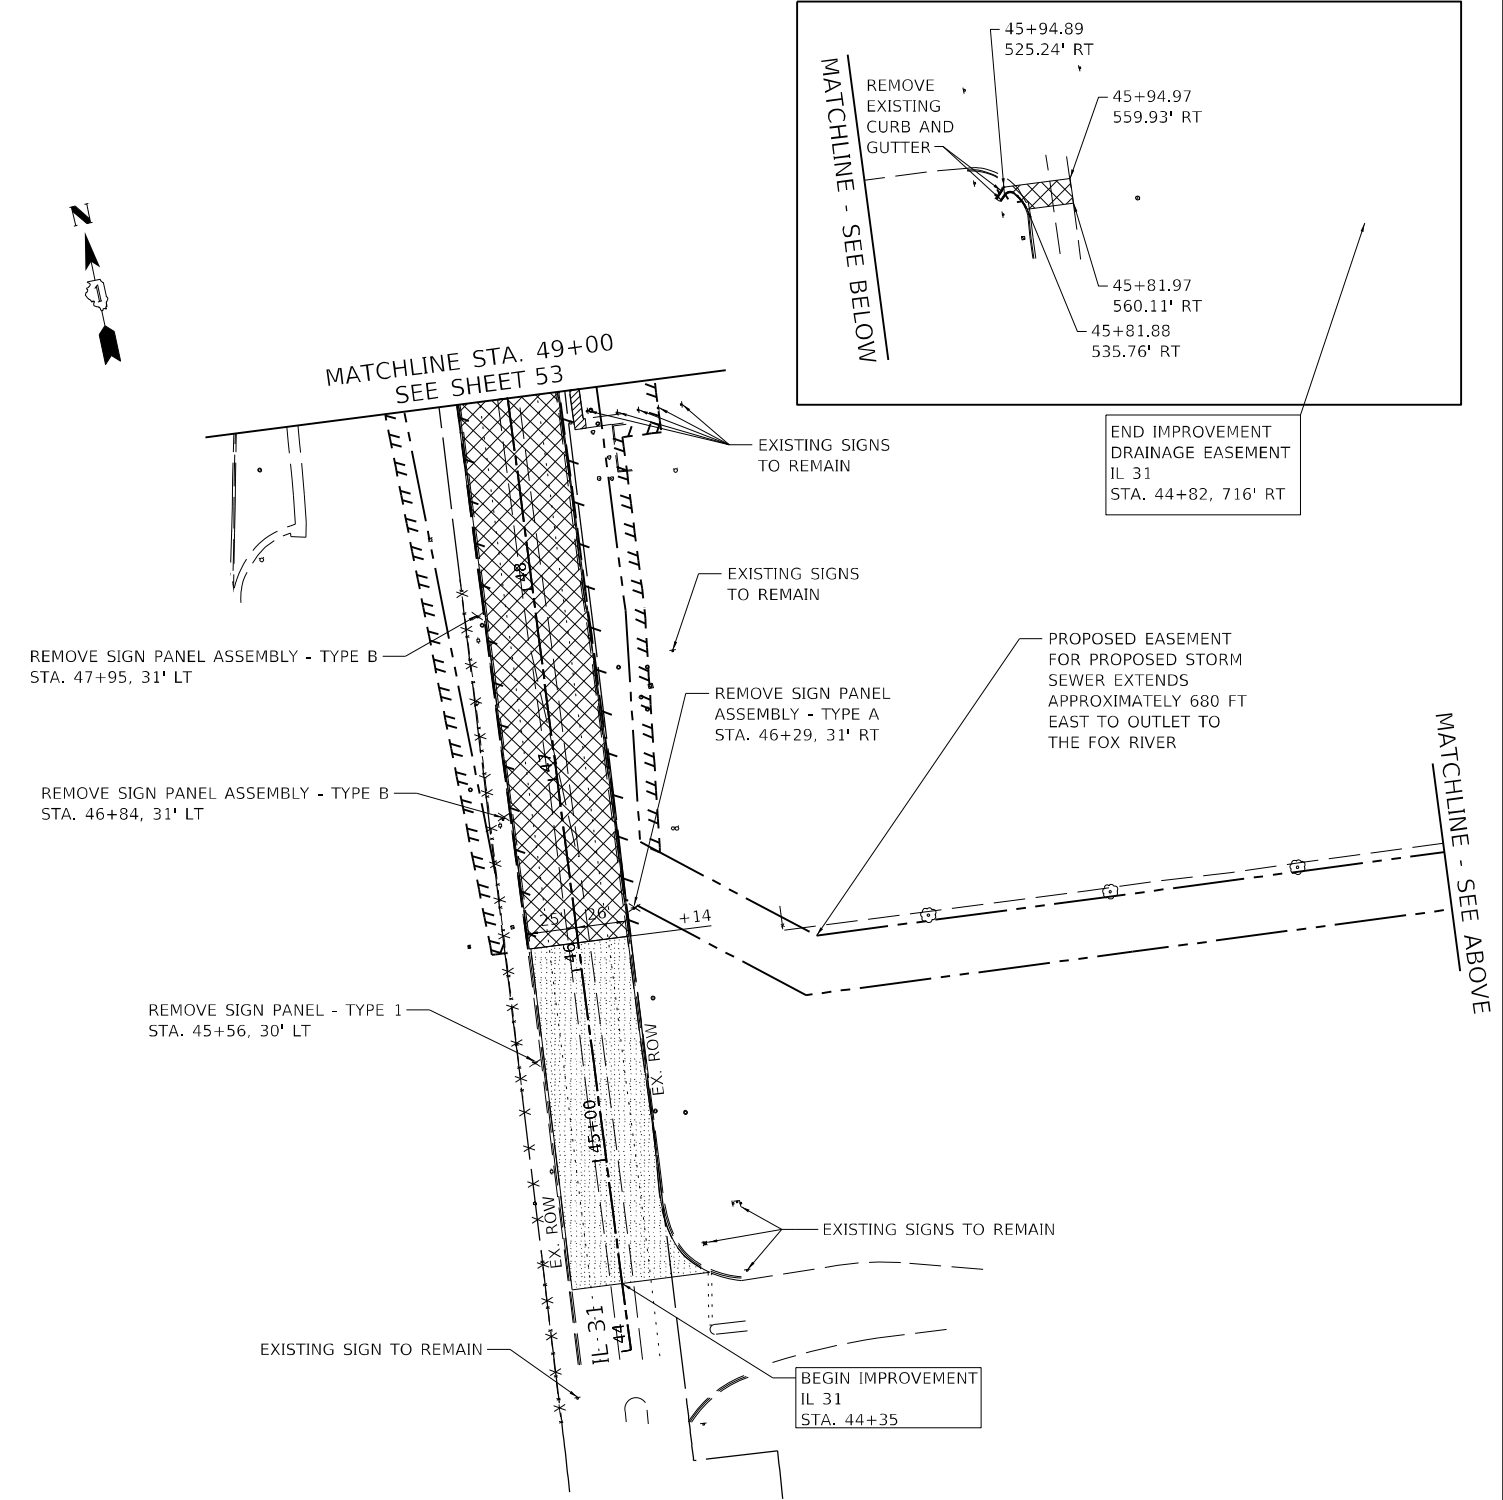 45+94.89
525.24' RT
REMOVE
EXISTING
CURB AND
GUTTER
45+94.97
559.93' RT
MATCHLINE - SEE BELOW
45+81.97
560.11' RT
45+81.88
535.76' RT
N
1
MATCHLINE STA. 49+00
SEE SHEET 53
EXISTING SIGNS
TO REMAIN
END IMPROVEMENT
DRAINAGE EASEMENT
IL 31
STA. 44+82, 716' RT
48
EXISTING SIGNS
TO REMAIN
REMOVE SIGN PANEL ASSEMBLY - TYPE B
STA. 47+95, 31' LT
PROPOSED EASEMENT
FOR PROPOSED STORM
SEWER EXTENDS
APPROXIMATELY 680 FT
EAST TO OUTLET TO
THE FOX RIVER
REMOVE SIGN PANEL
ASSEMBLY - TYPE A
STA. 46+29, 31' RT
47
REMOVE SIGN PANEL ASSEMBLY - TYPE B
STA. 46+84, 31' LT
MATCHLINE - SEE ABOVE
25'
26'
+14
46
REMOVE SIGN PANEL - TYPE 1
STA. 45+56, 30' LT
EX. ROW
45+00
EX. ROW
EXISTING SIGNS TO REMAIN
IL 31
44
EXISTING SIGN TO REMAIN
BEGIN IMPROVEMENT
IL 31
STA. 44+35